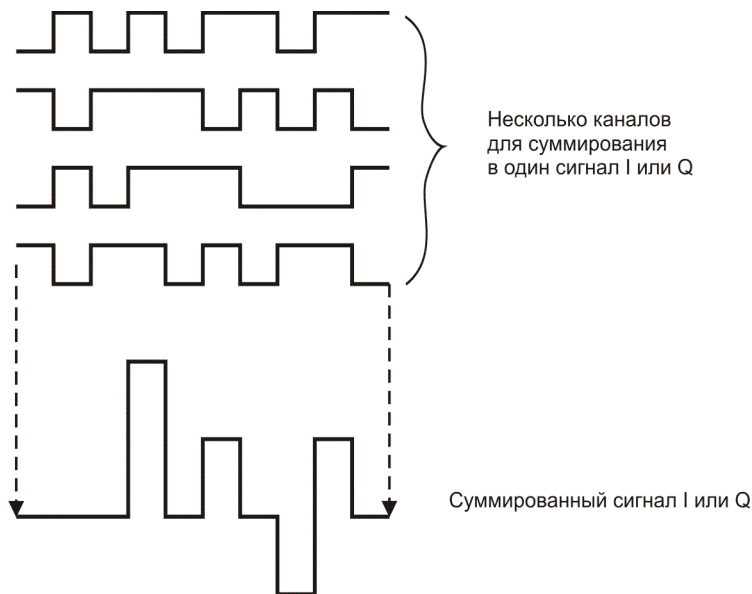 Несколько каналов
для суммирования
в один сигнал I или Q
Суммированный сигнал I или Q